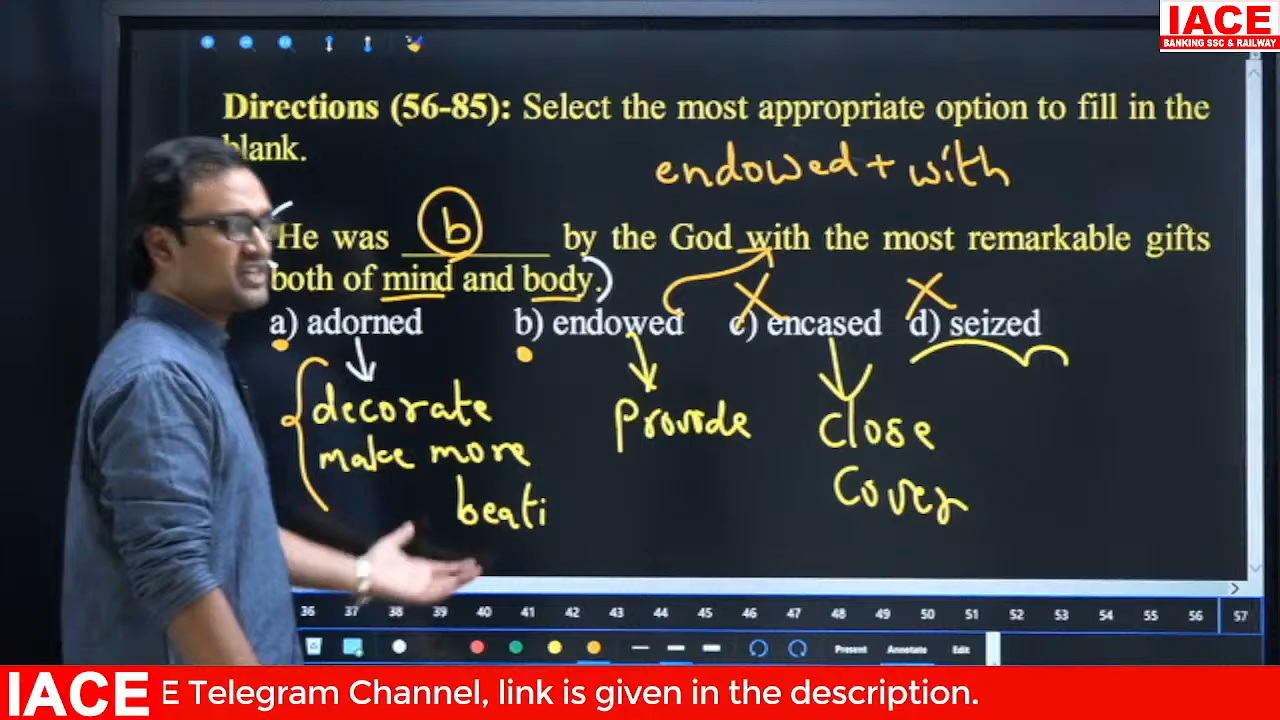 IACE
BANKING SSC & RAILWAY
Directions (56-85): Select the most appropriate option to fill in the
blank.
endowed + with
He was b by the God with the most remarkable gifts
both of mind and body.
a) adorned b) endowed c) encased d) seized
decorate
make more
beati
Provide
close
Cover
36 37 38 39 40 41 42 43 44 45 46 47 48 49 50 51 52 53 54 55 56 57
Present Annotate Edit
IACE E Telegram Channel, link is given in the description.